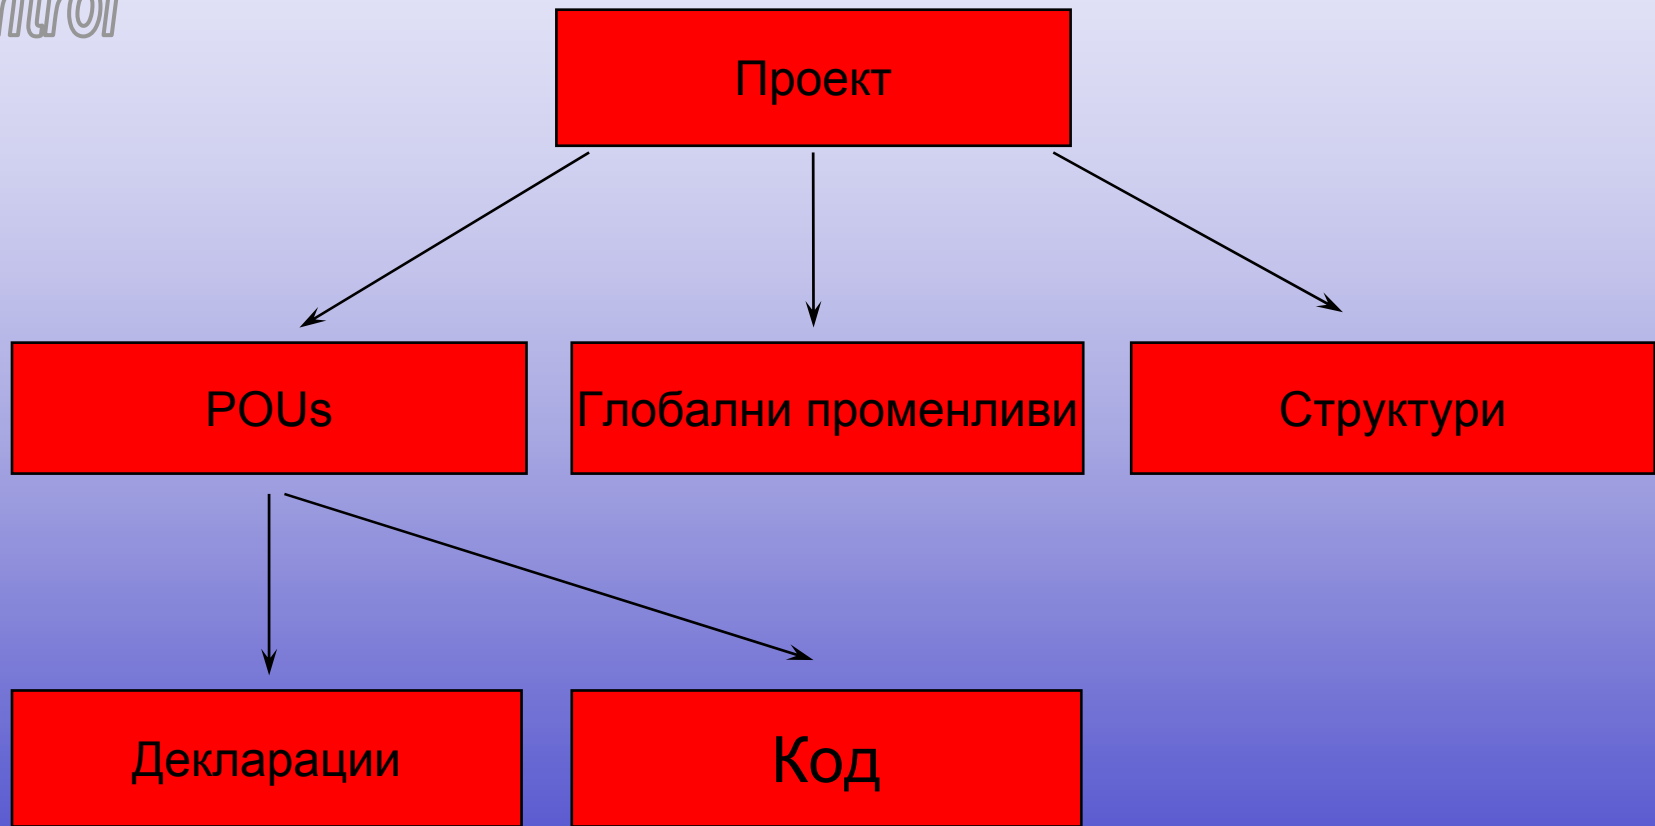 Проект
POUs
Глобални променливи
Структури
Декларации
Код